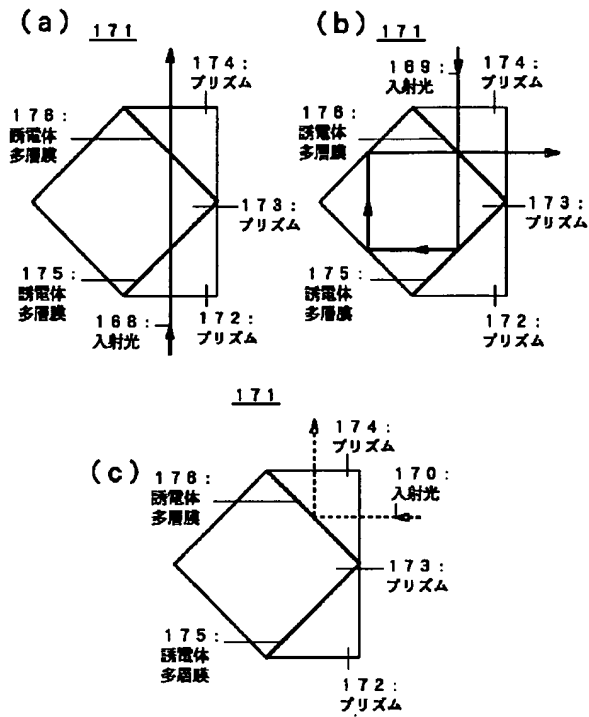 (a) 171
174:
プリズム
176:
誘電体
多層膜
173:
プリズム
175:
誘電体
多層膜
168:
入射光
172:
プリズム
(b) 171
169:
入射光
174:
プリズム
176:
誘電体
多層膜
173:
プリズム
175:
誘電体
多層膜
172:
プリズム
171
(c)
174:
プリズム
176:
誘電体
多層膜
170:
入射光
173:
プリズム
175:
誘電体
多層膜
172:
プリズム